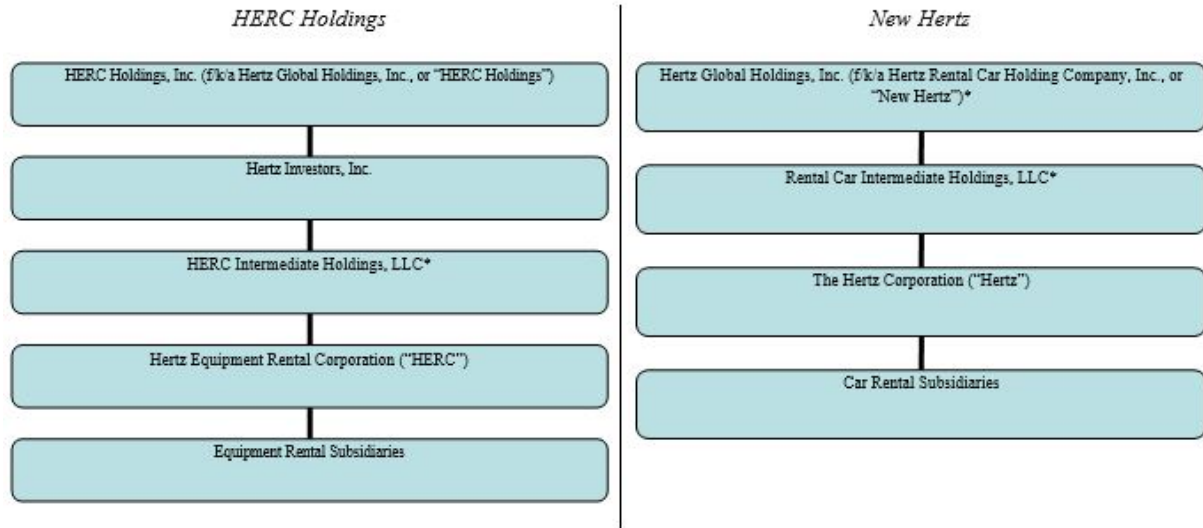 HERC Holdings
HERC Holdings, Inc. (f/k/a Hertz Global Holdings, Inc., or “HERC Holdings”)
Hertz Investors, Inc.
HERC Intermediate Holdings, LLC*
Hertz Equipment Rental Corporation (“HERC”)
Equipment Rental Subsidiaries
New Hertz
Hertz Global Holdings, Inc. (f/k/a Hertz Rental Car Holding Company, Inc., or
“New Hertz”)*
Rental Car Intermediate Holdings, LLC*
The Hertz Corporation (“Hertz”)
Car Rental Subsidiaries